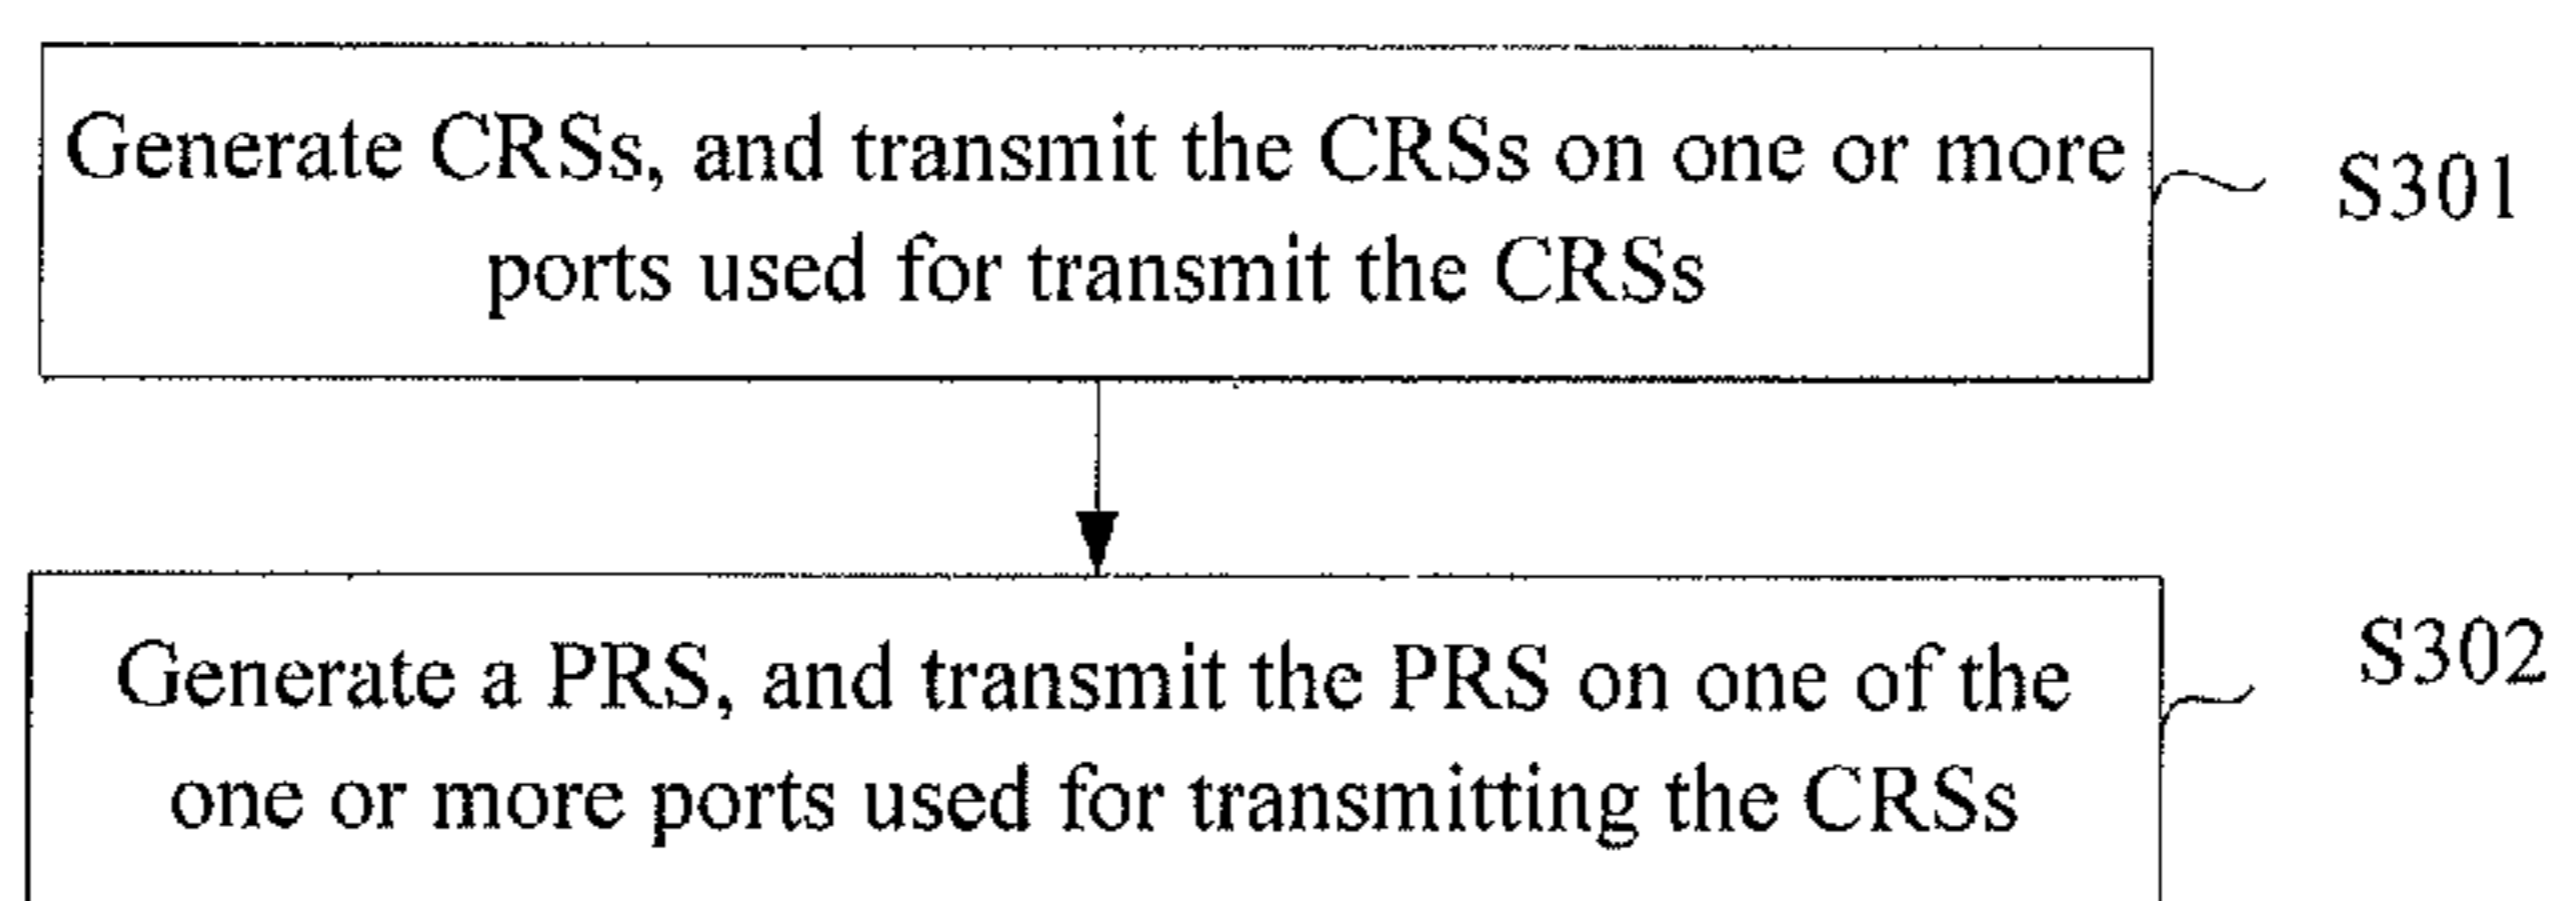 Generate CRSs, and transmit the CRSs on one or more
ports used for transmit the CRSs
S301
Generate a PRS, and transmit the PRS on one of the
one or more ports used for transmitting the CRSs
S302